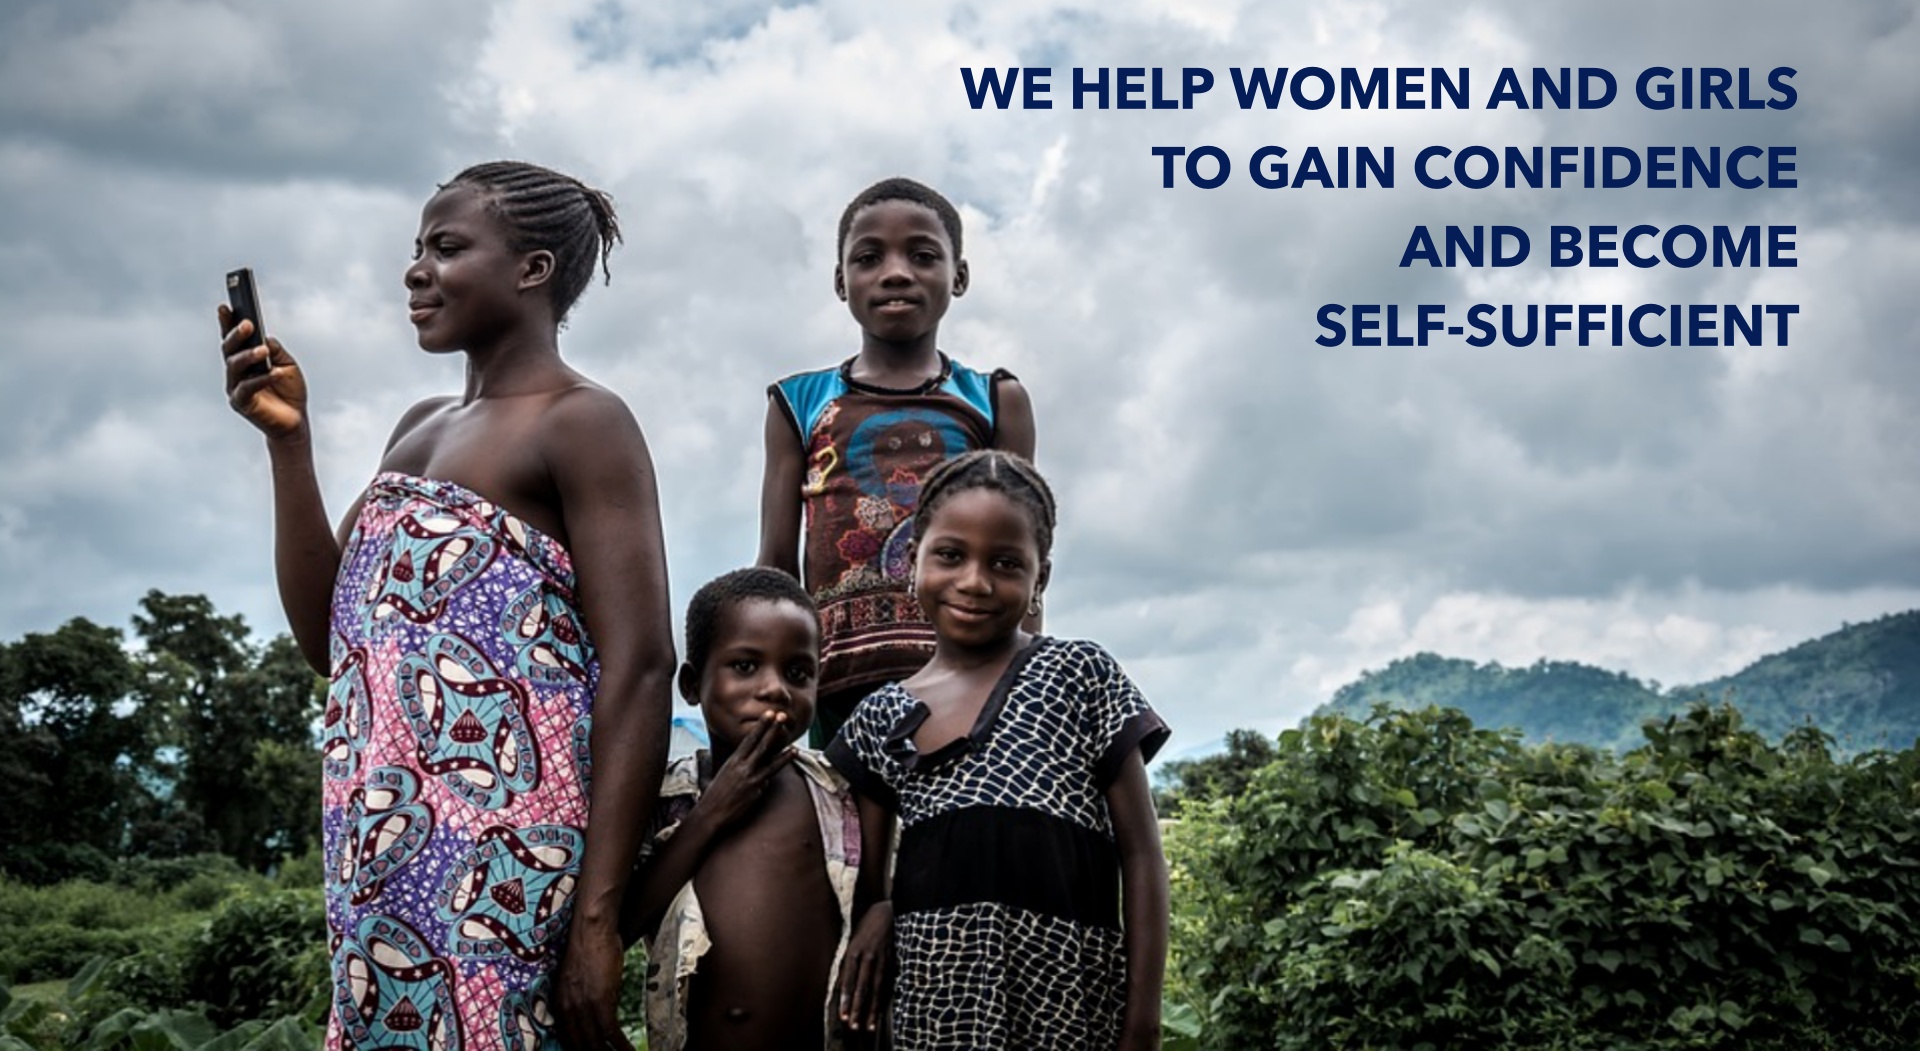 WE HELP WOMEN AND GIRLS
TO GAIN CONFIDENCE
AND BECOME
SELF-SUFFICIENT